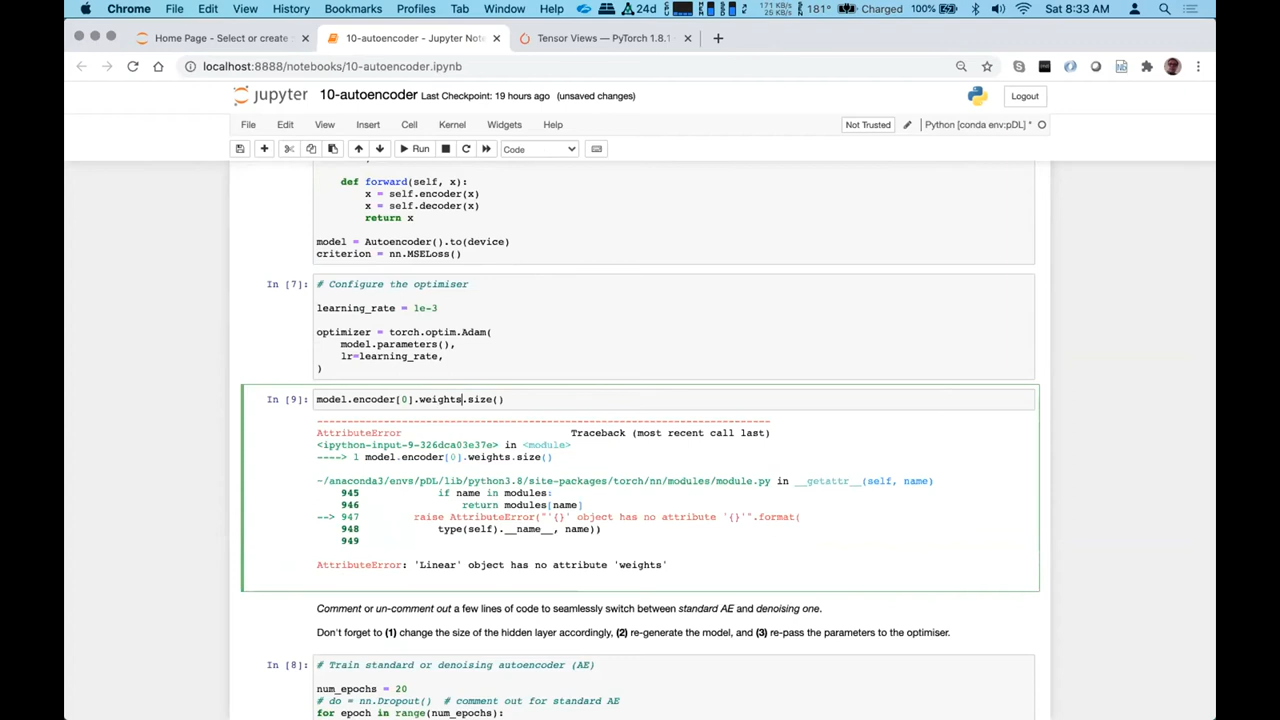 Chrome File Edit View History Bookmarks Profiles Tab Window Help 24d 171 KB/s 25 KB/s 181° Charged 100% Sat 8:33 AM
Home Page - Select or create × 10-autoencoder - Jupyter Not × Tensor Views — PyTorch 1.8.1 × +
localhost:8888/notebooks/10-autoencoder.ipynb
jupyter 10-autoencoder Last Checkpoint: 19 hours ago (unsaved changes) Logout
File Edit View Insert Cell Kernel Widgets Help Not Trusted Python [conda env:pDL] *
Run Code
def forward(self, x):
x = self.encoder(x)
x = self.decoder(x)
return x
model = Autoencoder().to(device)
criterion = nn.MSELoss()
In [7]: # Configure the optimiser
learning_rate = 1e-3
optimizer = torch.optim.Adam(
model.parameters(),
lr=learning_rate,
)
In [9]: model.encoder[0].weights.size()
---------------------------------------------------------------------------
AttributeError Traceback (most recent call last)
<ipython-input-9-326dca03e37e> in <module>
----> 1 model.encoder[0].weights.size()
~/anaconda3/envs/pDL/lib/python3.8/site-packages/torch/nn/modules/module.py in __getattr__(self, name)
945 if name in modules:
946 return modules[name]
--> 947 raise AttributeError("'{}' object has no attribute '{}'".format(
948 type(self).__name__, name))
949
AttributeError: 'Linear' object has no attribute 'weights'
Comment or un-comment out a few lines of code to seamlessly switch between standard AE and denoising one.
Don't forget to (1) change the size of the hidden layer accordingly, (2) re-generate the model, and (3) re-pass the parameters to the optimiser.
In [8]: # Train standard or denoising autoencoder (AE)
num_epochs = 20
# do = nn.Dropout() # comment out for standard AE
for epoch in range(num_epochs):